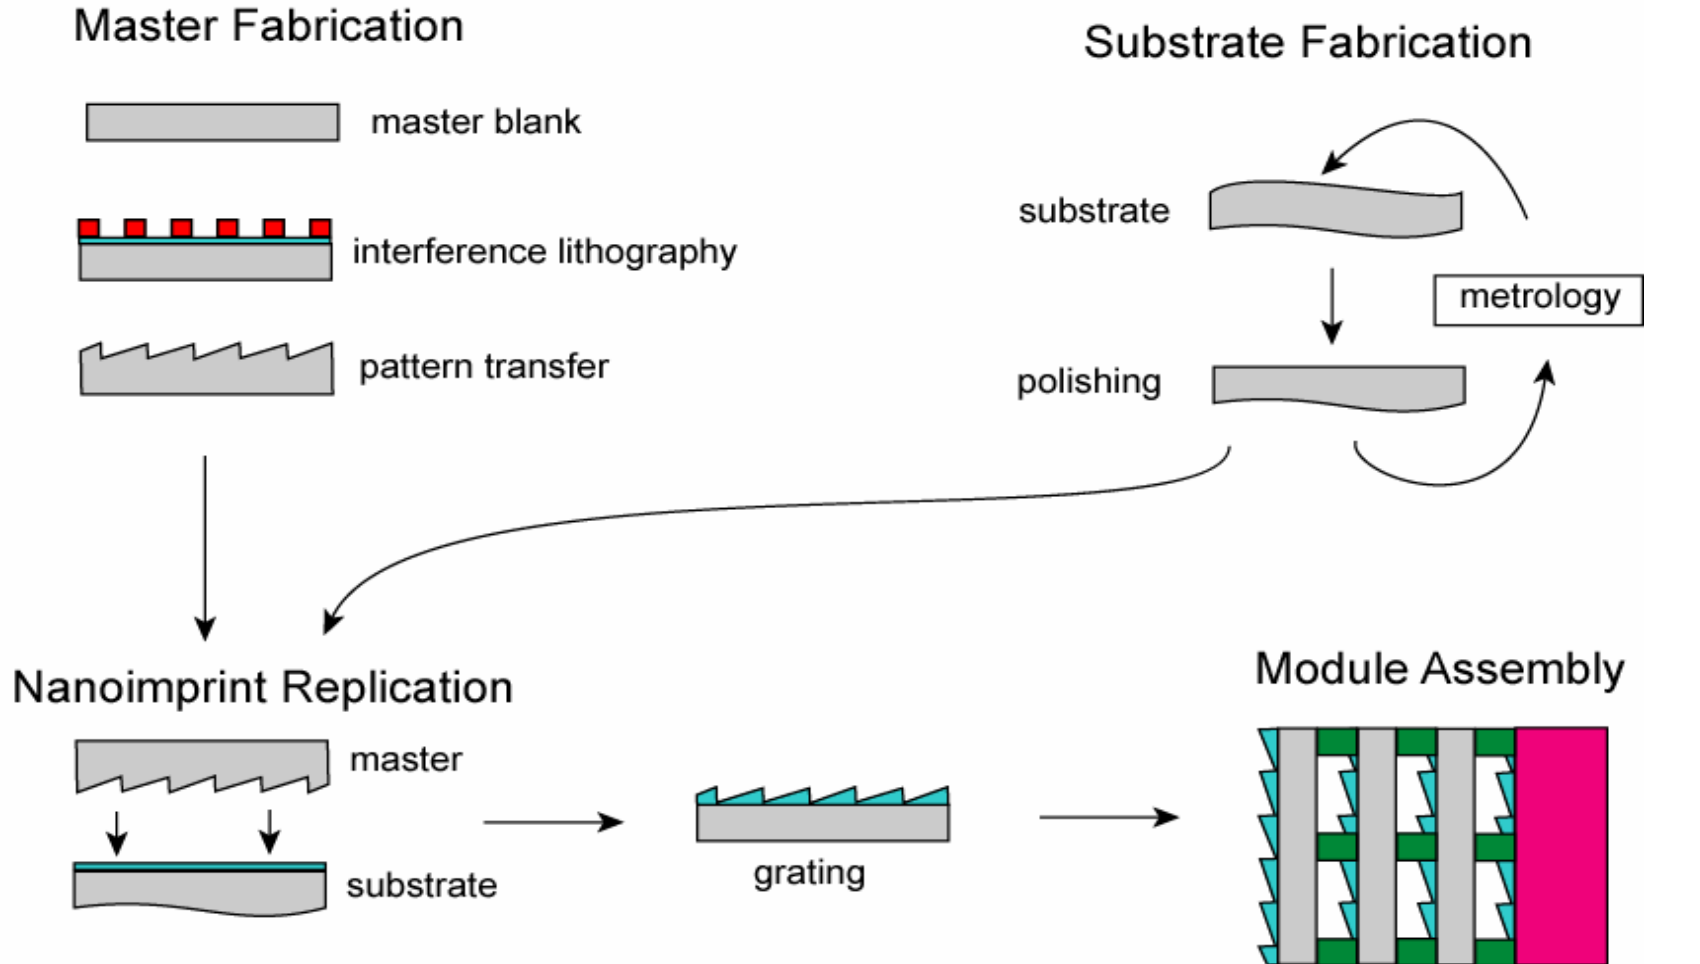 Master Fabrication
master blank
interference lithography
pattern transfer
Substrate Fabrication
substrate
metrology
polishing
Nanoimprint Replication
master
substrate
grating
Module Assembly